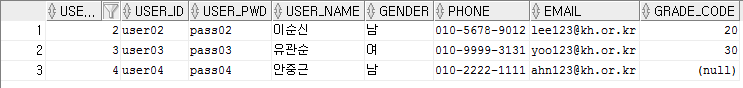 USE... USER_ID USER_PWD USER_NAME GENDER PHONE EMAIL GRADE_CODE
1 2 user02 pass02 이순신 남 010-5678-9012 lee123@kh.or.kr 20
2 3 user03 pass03 유관순 여 010-9999-3131 yoo123@kh.or.kr 30
3 4 user04 pass04 안중근 남 010-2222-1111 ahn123@kh.or.kr (null)